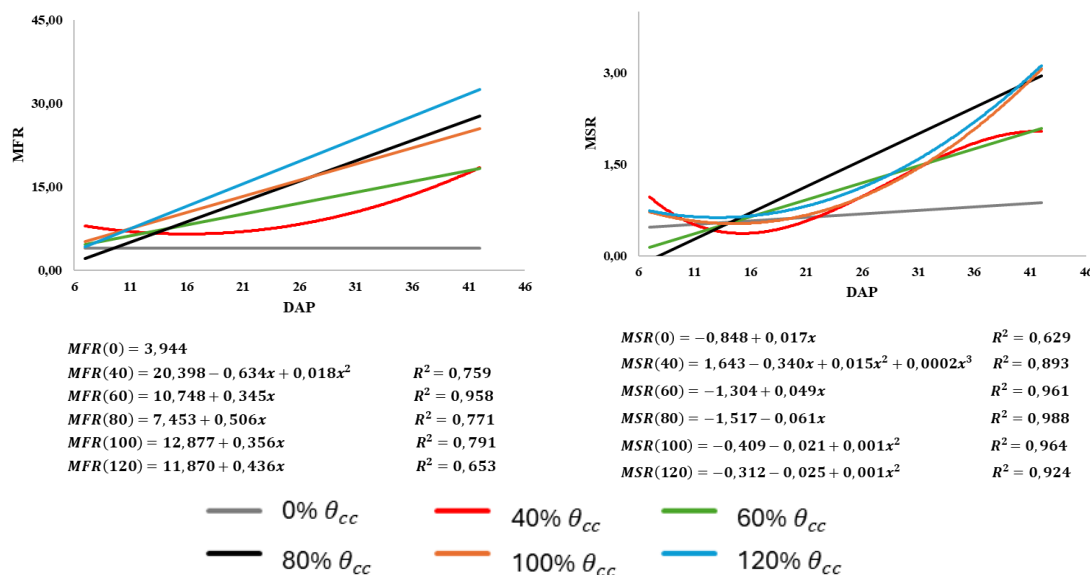 45,00
30,00
15,00
0,00
MFR
6 11 16 21 26 31 36 41 46
DAP
3,00
1,50
0,00
MSR
6 11 16 21 26 31 36 41 46
DAP
MFR(0) = 3,944
MFR(40) = 20,398 − 0,634x + 0,018x² R² = 0,759
MFR(60) = 10,748 + 0,345x R² = 0,958
MFR(80) = 7,453 + 0,506x R² = 0,771
MFR(100) = 12,877 + 0,356x R² = 0,791
MFR(120) = 11,870 + 0,436x R² = 0,653
MSR(0) = −0,848 + 0,017x R² = 0,629
MSR(40) = 1,643 − 0,340x + 0,015x² + 0,0002x³ R² = 0,893
MSR(60) = −1,304 + 0,049x R² = 0,961
MSR(80) = −1,517 − 0,061x R² = 0,988
MSR(100) = −0,409 − 0,021 + 0,001x² R² = 0,964
MSR(120) = −0,312 − 0,025 + 0,001x² R² = 0,924
0% θcc 40% θcc 60% θcc
80% θcc 100% θcc 120% θcc